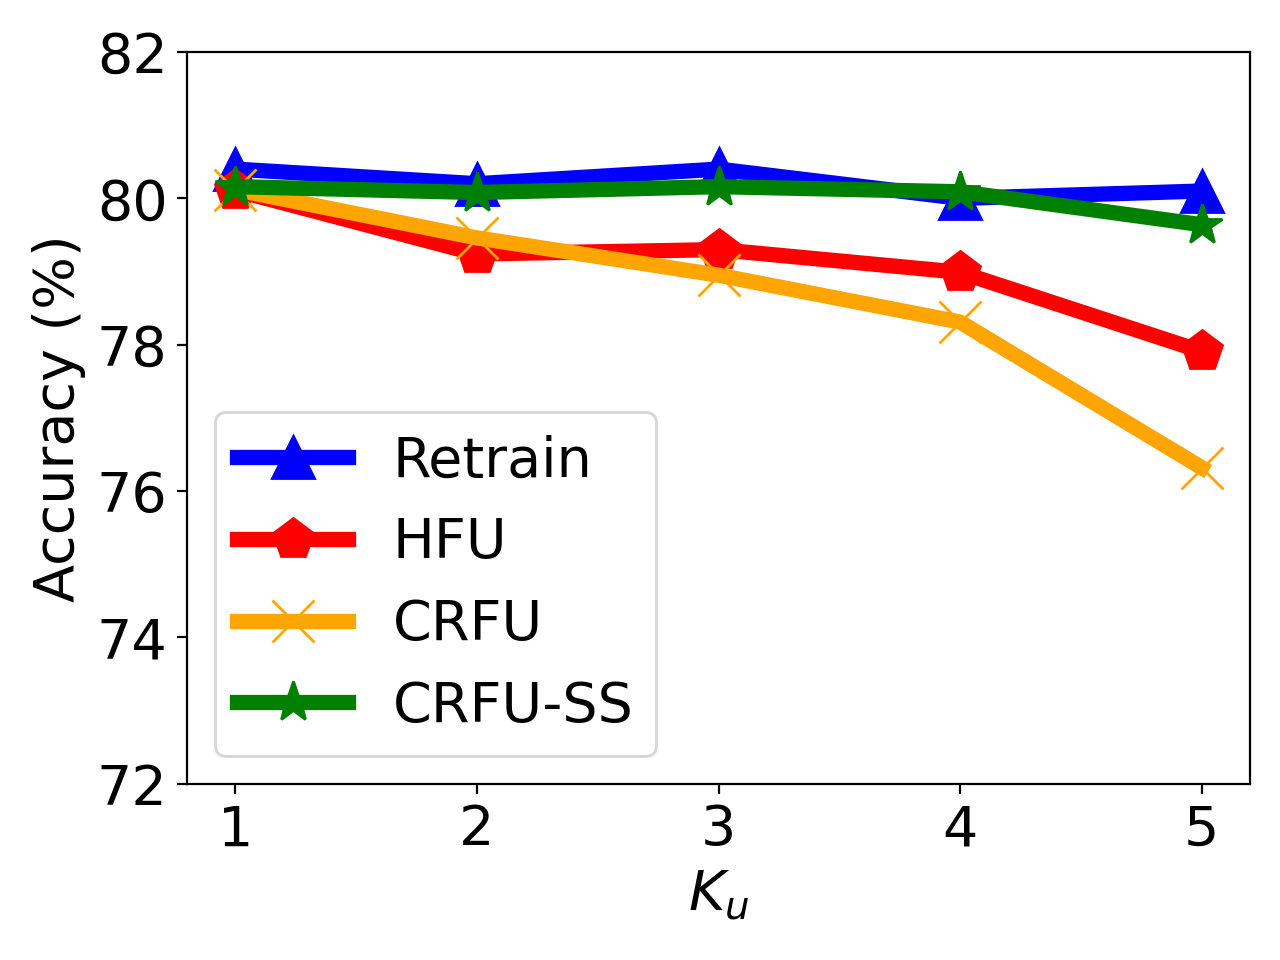 82
80
78
76
74
72
Accuracy (%)
Retrain
HFU
CRFU
CRFU-SS
1 2 3 4 5
K_u